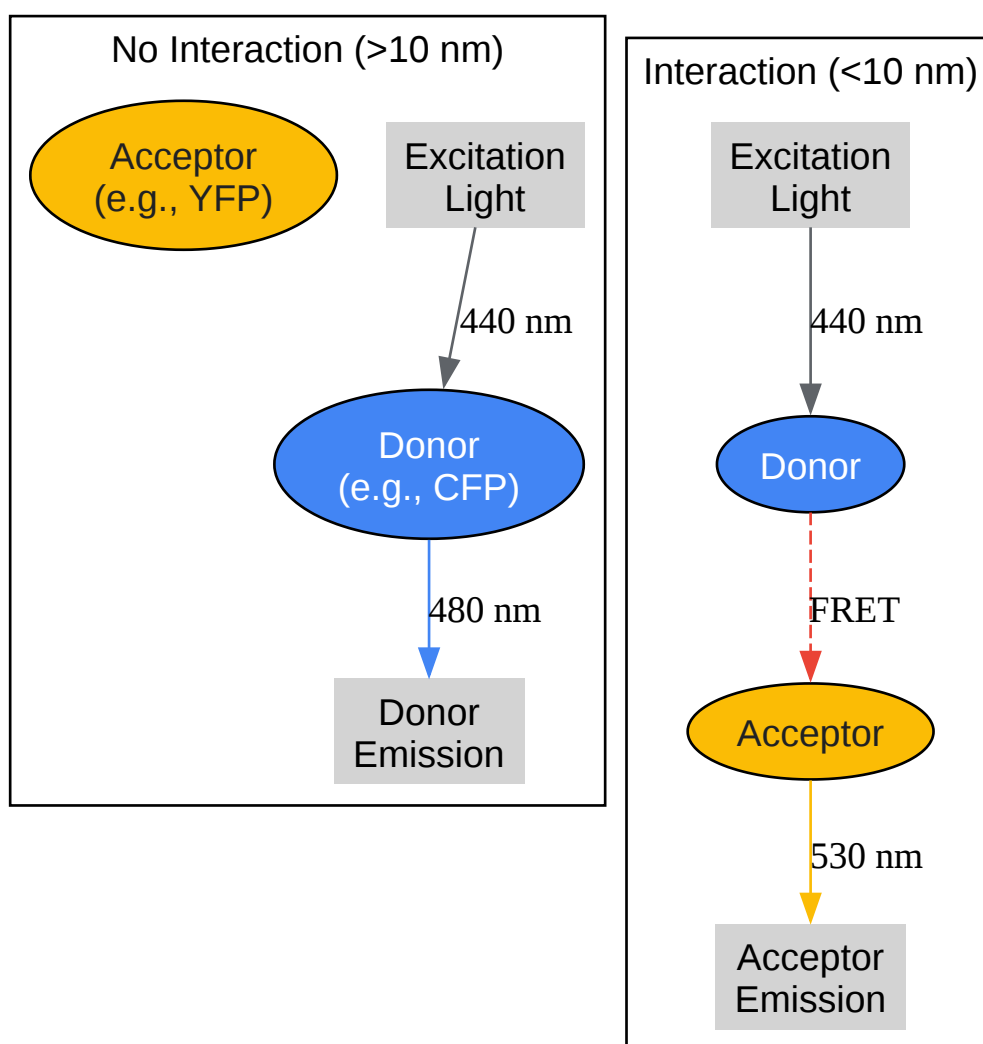 No Interaction (>10 nm)
Acceptor
(e.g., YFP)
Excitation
Light
440 nm
Donor
(e.g., CFP)
480 nm
Donor
Emission
Interaction (<10 nm)
Excitation
Light
440 nm
Donor
FRET
Acceptor
530 nm
Acceptor
Emission